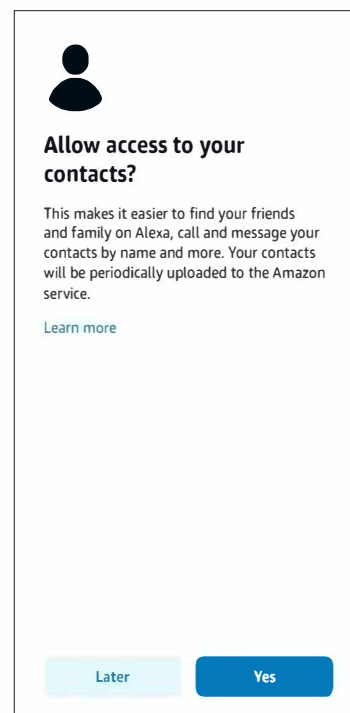 Allow access to your
contacts?
This makes it easier to find your friends
and family on Alexa, call and message your
contacts by name and more. Your contacts
will be periodically uploaded to the Amazon
service.
Learn more
Later
Yes